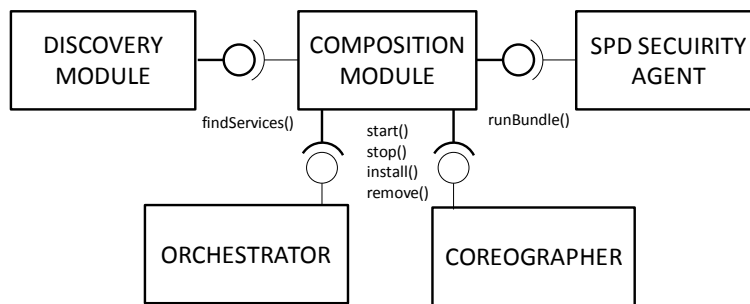 DISCOVERY
MODULE
COMPOSITION
MODULE
SPD SECUIRITY
AGENT
findServices()
start()
stop()
install()
remove()
runBundle()
ORCHESTRATOR
COREOGRAPHER